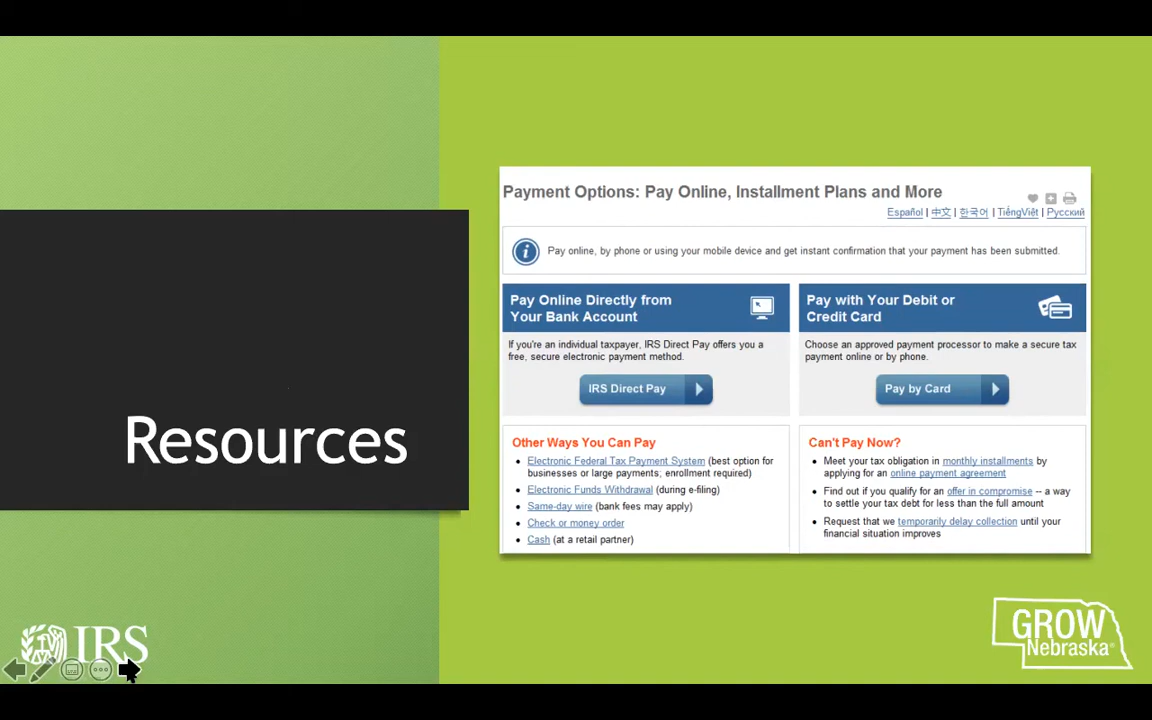 Resources
Payment Options: Pay Online, Installment Plans and More
Español | 中文 | 한국어 | TiếngViệt | Русский
Pay online, by phone or using your mobile device and get instant confirmation that your payment has been submitted.
Pay Online Directly from
Your Bank Account
If you're an individual taxpayer, IRS Direct Pay offers you a
free, secure electronic payment method.
IRS Direct Pay
Pay with Your Debit or
Credit Card
Choose an approved payment processor to make a secure tax
payment online or by phone.
Pay by Card
Other Ways You Can Pay
• Electronic Federal Tax Payment System (best option for
businesses or large payments; enrollment required)
• Electronic Funds Withdrawal (during e-filing)
• Same-day wire (bank fees may apply)
• Check or money order
• Cash (at a retail partner)
Can't Pay Now?
• Meet your tax obligation in monthly installments by
applying for an online payment agreement
• Find out if you qualify for an offer in compromise -- a way
to settle your tax debt for less than the full amount
• Request that we temporarily delay collection until your
financial situation improves
IRS
GROW
Nebraska®